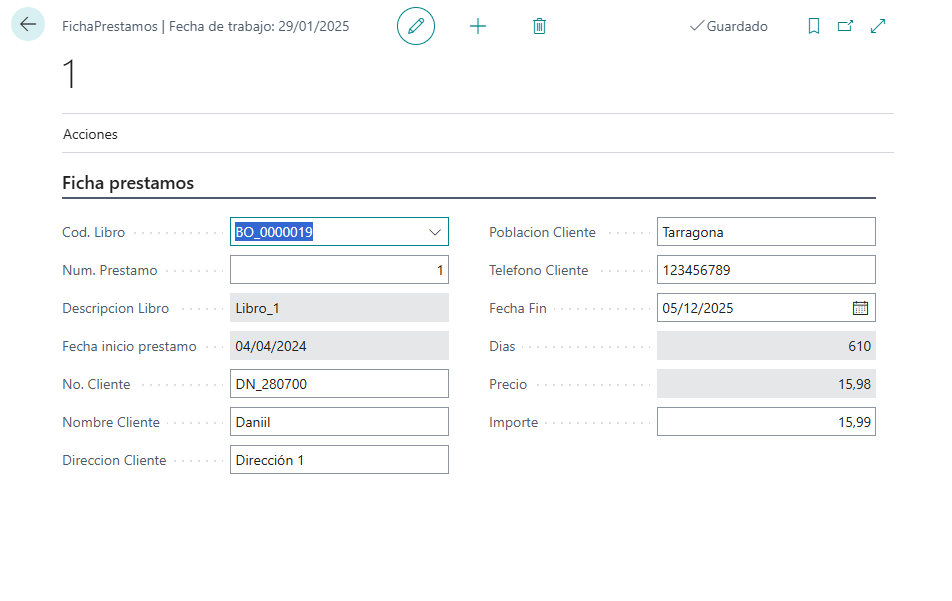 FichaPrestamos | Fecha de trabajo: 29/01/2025
Guardado
1
Acciones
Ficha prestamos
Cod. Libro BO_0000019
Num. Prestamo 1
Descripcion Libro Libro_1
Fecha inicio prestamo 04/04/2024
No. Cliente DN_280700
Nombre Cliente Daniil
Direccion Cliente Dirección 1
Poblacion Cliente Tarragona
Telefono Cliente 123456789
Fecha Fin 05/12/2025
Dias 610
Precio 15,98
Importe 15,99